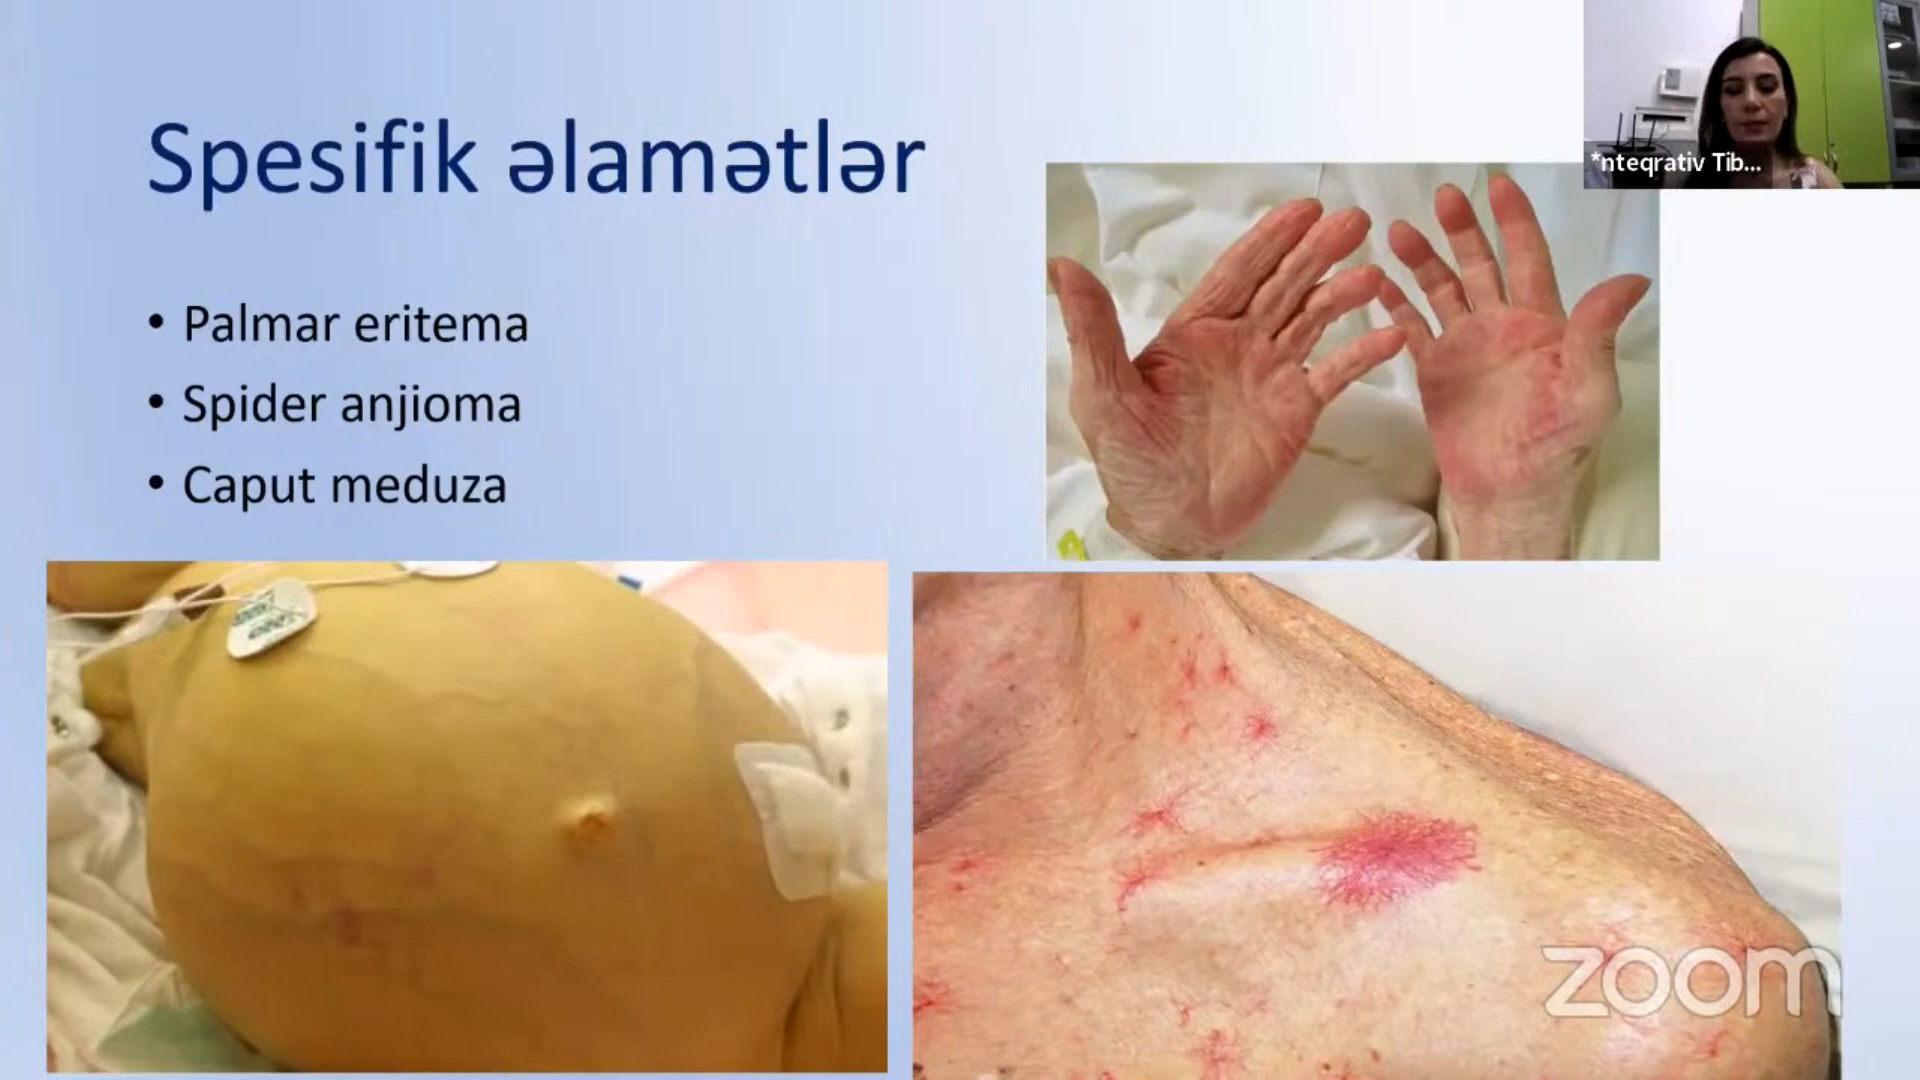 Spesifik əlamətlər
• Palmar eritema
• Spider anjioma
• Caput meduza
*nteqrativ Tib...
zoom